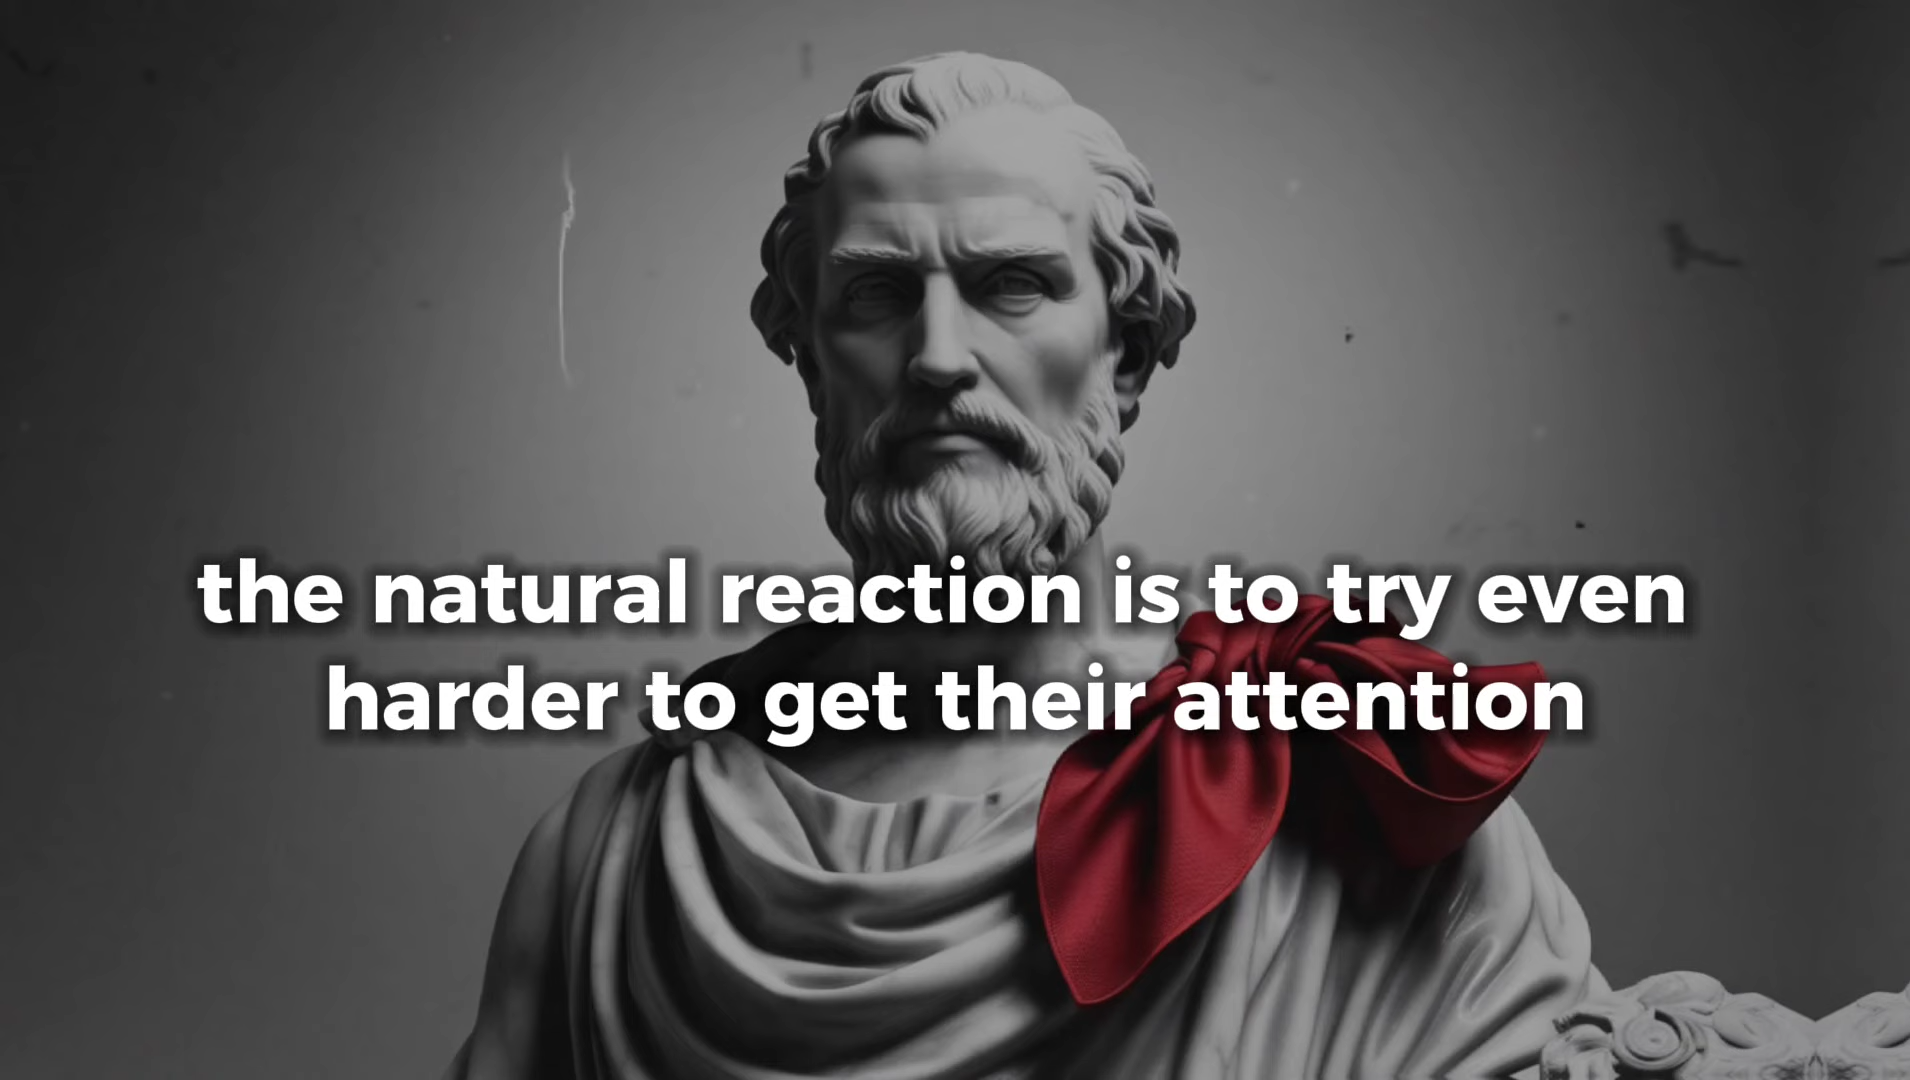 the natural reaction is to try even
harder to get their attention